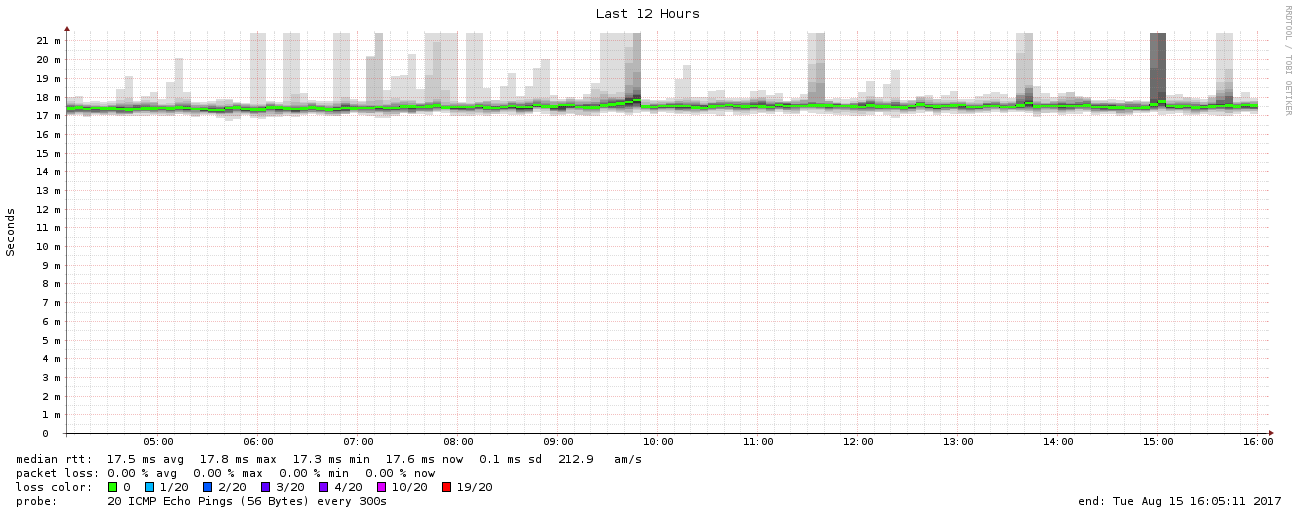 Last 12 Hours
RRDTOOL / TOBI OETIKER
Seconds
21 m
20 m
19 m
18 m
17 m
16 m
15 m
14 m
13 m
12 m
11 m
10 m
9 m
8 m
7 m
6 m
5 m
4 m
3 m
2 m
1 m
0
05:00 06:00 07:00 08:00 09:00 10:00 11:00 12:00 13:00 14:00 15:00 16:00
median rtt: 17.5 ms avg 17.8 ms max 17.3 ms min 17.6 ms now 0.1 ms sd 212.9 am/s
packet loss: 0.00 % avg 0.00 % max 0.00 % min 0.00 % now
loss color: 0 1/20 2/20 3/20 4/20 10/20 19/20
probe: 20 ICMP Echo Pings (56 Bytes) every 300s end: Tue Aug 15 16:05:11 2017